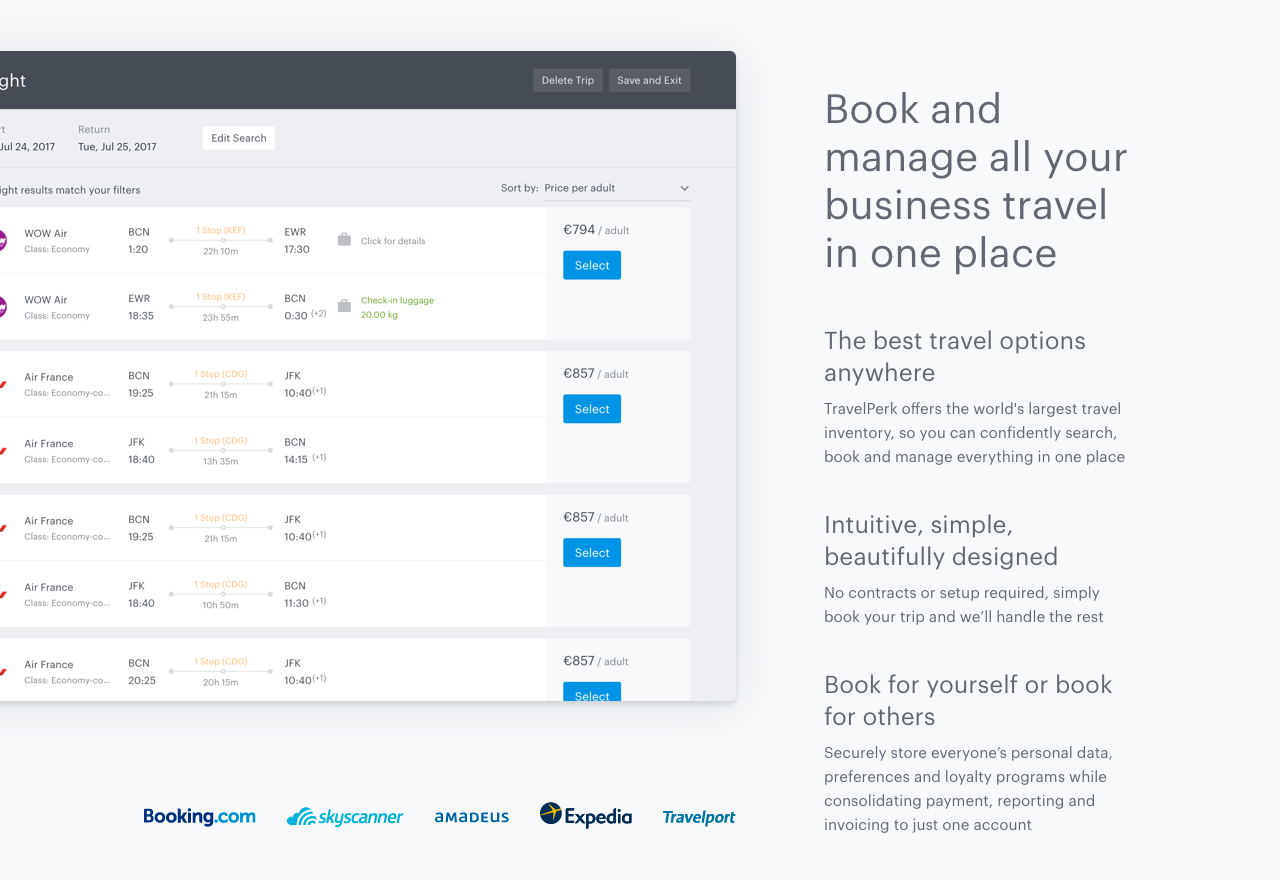 ght
Delete Trip
Save and Exit
rt
Return
Jul 24, 2017
Tue, Jul 25, 2017
Edit Search
ight results match your filters
Sort by:
Price per adult
WOW Air
Class: Economy
BCN
1:20
1 Stop (KEF)
22h 10m
EWR
17:30
Click for details
€794 / adult
Select
WOW Air
Class: Economy
EWR
18:35
1 Stop (KEF)
23h 55m
BCN
0:30 (+2)
Check-in luggage
20.00 kg
Air France
Class: Economy-co...
BCN
19:25
1 Stop (CDG)
21h 15m
JFK
10:40(+1)
€857 / adult
Select
Air France
Class: Economy-co...
JFK
18:40
1 Stop (CDG)
13h 35m
BCN
14:15 (+1)
Air France
Class: Economy-co...
BCN
19:25
1 Stop (CDG)
21h 15m
JFK
10:40(+1)
€857 / adult
Select
Air France
Class: Economy-co...
JFK
18:40
1 Stop (CDG)
10h 50m
BCN
11:30 (+1)
Air France
Class: Economy-co...
BCN
20:25
1 Stop (CDG)
20h 15m
JFK
10:40(+1)
€857 / adult
Select
Booking.com
skyscanner
amadeus
Expedia
Travelport
Book and
manage all your
business travel
in one place
The best travel options
anywhere
TravelPerk offers the world's largest travel
inventory, so you can confidently search,
book and manage everything in one place
Intuitive, simple,
beautifully designed
No contracts or setup required, simply
book your trip and we’ll handle the rest
Book for yourself or book
for others
Securely store everyone’s personal data,
preferences and loyalty programs while
consolidating payment, reporting and
invoicing to just one account